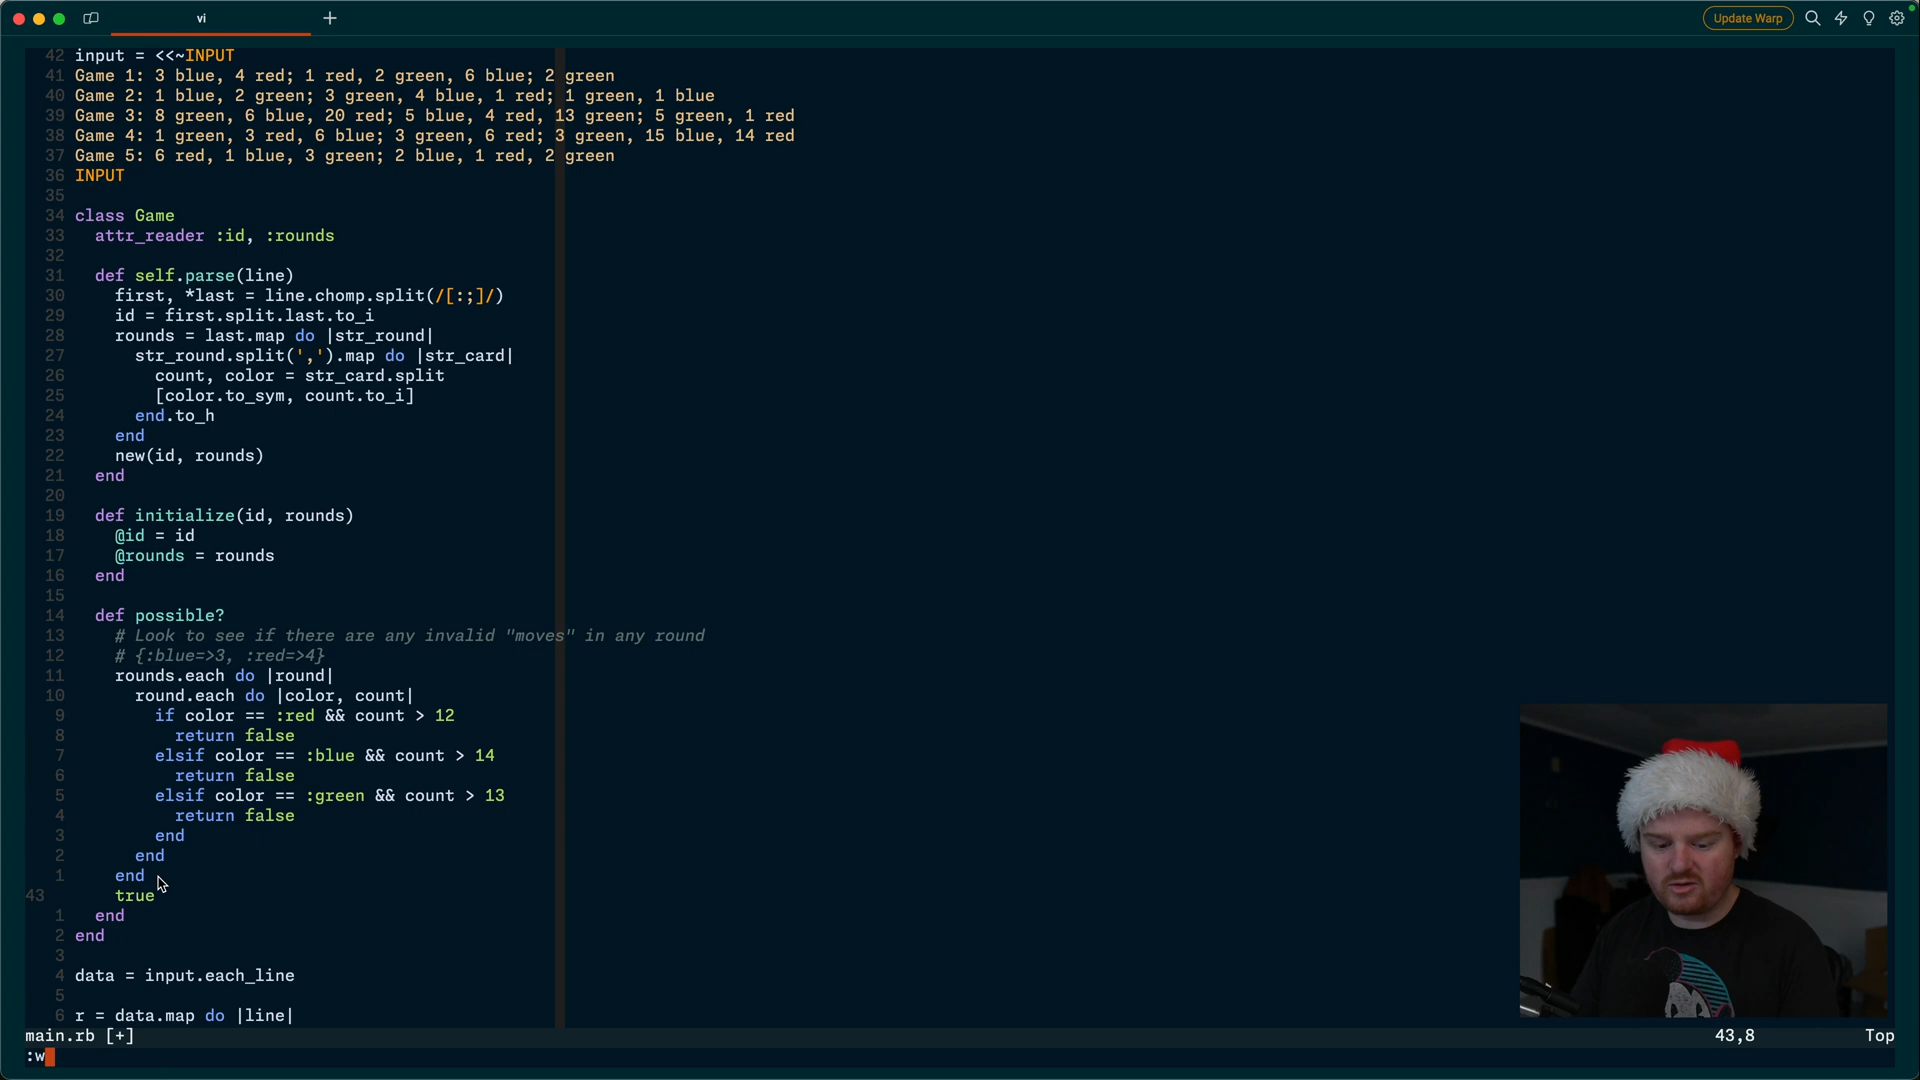 vi
Update Warp
42 input = <<~INPUT
41 Game 1: 3 blue, 4 red; 1 red, 2 green, 6 blue; 2 green
40 Game 2: 1 blue, 2 green; 3 green, 4 blue, 1 red; 1 green, 1 blue
39 Game 3: 8 green, 6 blue, 20 red; 5 blue, 4 red, 13 green; 5 green, 1 red
38 Game 4: 1 green, 3 red, 6 blue; 3 green, 6 red; 3 green, 15 blue, 14 red
37 Game 5: 6 red, 1 blue, 3 green; 2 blue, 1 red, 2 green
36 INPUT
35
34 class Game
33   attr_reader :id, :rounds
32
31   def self.parse(line)
30     first, *last = line.chomp.split(/[:;]/)
29     id = first.split.last.to_i
28     rounds = last.map do |str_round|
27       str_round.split(',').map do |str_card|
26         count, color = str_card.split
25         [color.to_sym, count.to_i]
24       end.to_h
23     end
22     new(id, rounds)
21   end
20
19   def initialize(id, rounds)
18     @id = id
17     @rounds = rounds
16   end
15
14   def possible?
13     # Look to see if there are any invalid "moves" in any round
12     # {:blue=>3, :red=>4}
11     rounds.each do |round|
10       round.each do |color, count|
9         if color == :red && count > 12
8           return false
7         elsif color == :blue && count > 14
6           return false
5         elsif color == :green && count > 13
4           return false
3         end
2       end
1     end
43     true
1   end
2 end
3
4 data = input.each_line
5
6 r = data.map do |line|
main.rb [+] 43,8 Top
:w